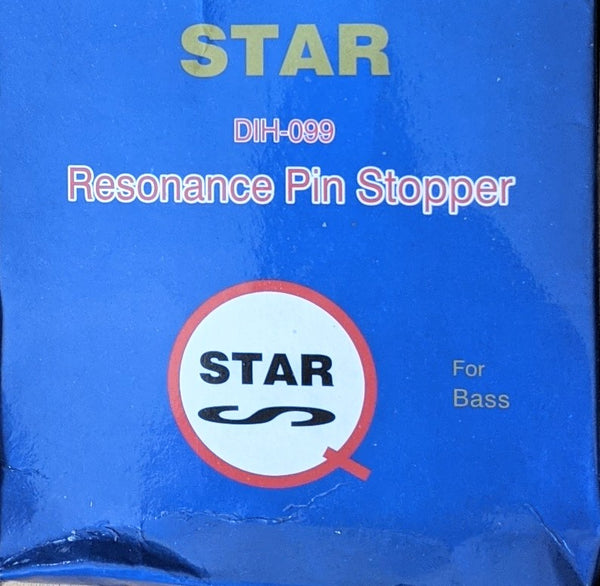 STAR
DIH-099
Resonance Pin Stopper
STAR
S
For
Bass